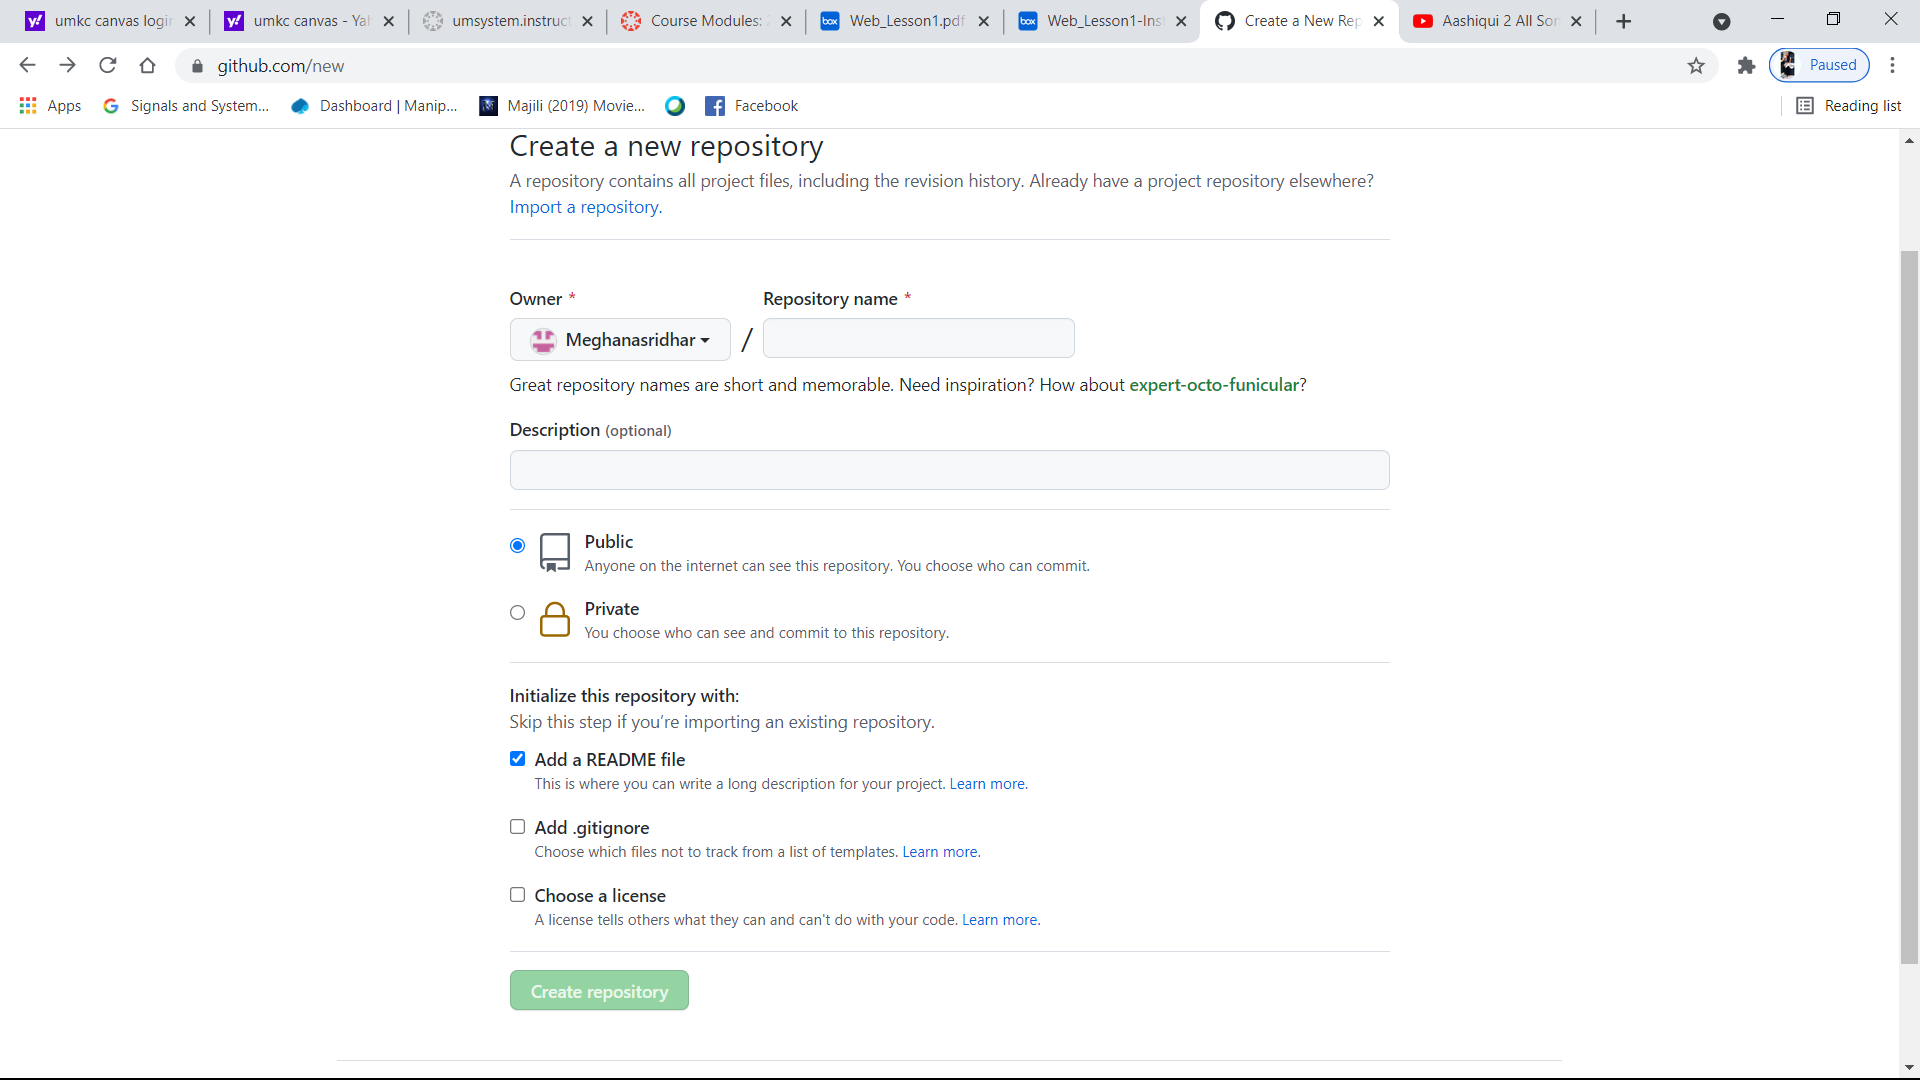 umkc canvas login
umkc canvas - Yah
umsystem.instruct
Course Modules: 2
Web_Lesson1.pdf
Web_Lesson1-Inst
Create a New Rep
Aashiqui 2 All Son
github.com/new
Paused
Apps
Signals and System...
Dashboard | Manip...
Majili (2019) Movie...
Facebook
Reading list
Create a new repository
A repository contains all project files, including the revision history. Already have a project repository elsewhere?
Import a repository.
Owner *
Repository name *
Meghanasridhar
/
Great repository names are short and memorable. Need inspiration? How about expert-octo-funicular?
Description (optional)
Public
Anyone on the internet can see this repository. You choose who can commit.
Private
You choose who can see and commit to this repository.
Initialize this repository with:
Skip this step if you’re importing an existing repository.
Add a README file
This is where you can write a long description for your project. Learn more.
Add .gitignore
Choose which files not to track from a list of templates. Learn more.
Choose a license
A license tells others what they can and can't do with your code. Learn more.
Create repository